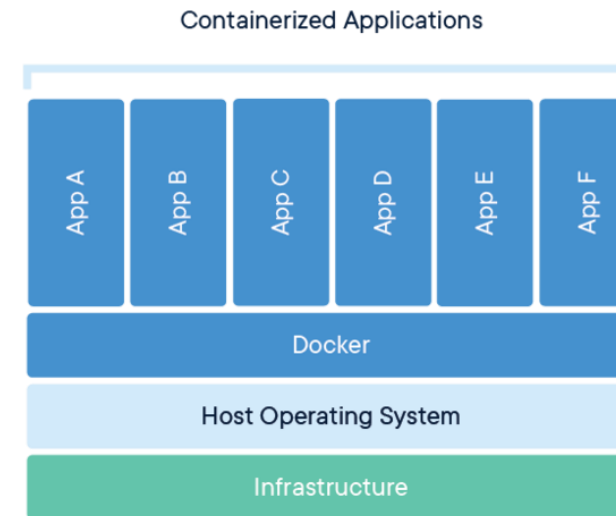 Containerized Applications
App A
App B
App C
App D
App E
App F
Docker
Host Operating System
Infrastructure